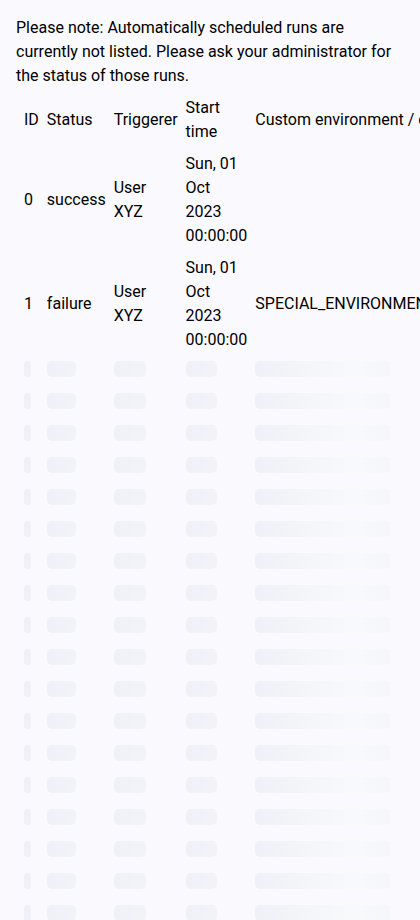 Please note: Automatically scheduled runs are
currently not listed. Please ask your administrator for
the status of those runs.
ID Status Triggerer Start time Custom environment /
0 success User XYZ Sun, 01 Oct 2023 00:00:00
1 failure User XYZ Sun, 01 Oct 2023 00:00:00 SPECIAL_ENVIRONMEN